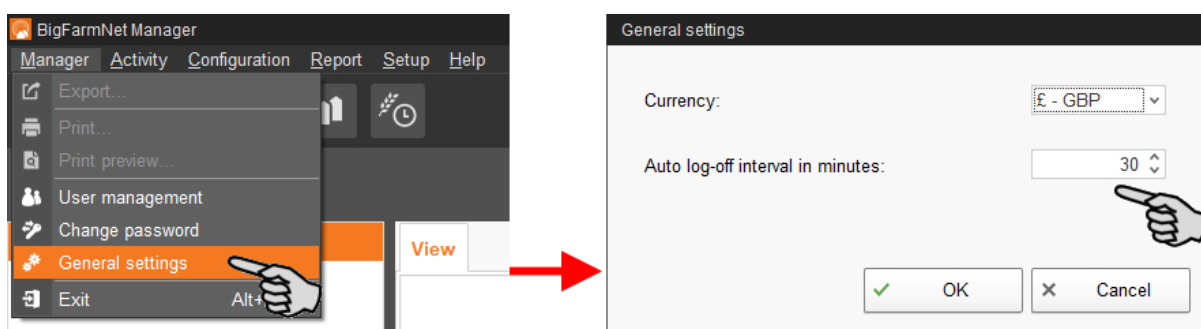 BigFarmNet Manager
Manager Activity Configuration Report Setup Help
Export...
Print...
Print preview...
User management
Change password
General settings
Exit Alt+
View
General settings
Currency: £ - GBP
Auto log-off interval in minutes: 30
OK Cancel